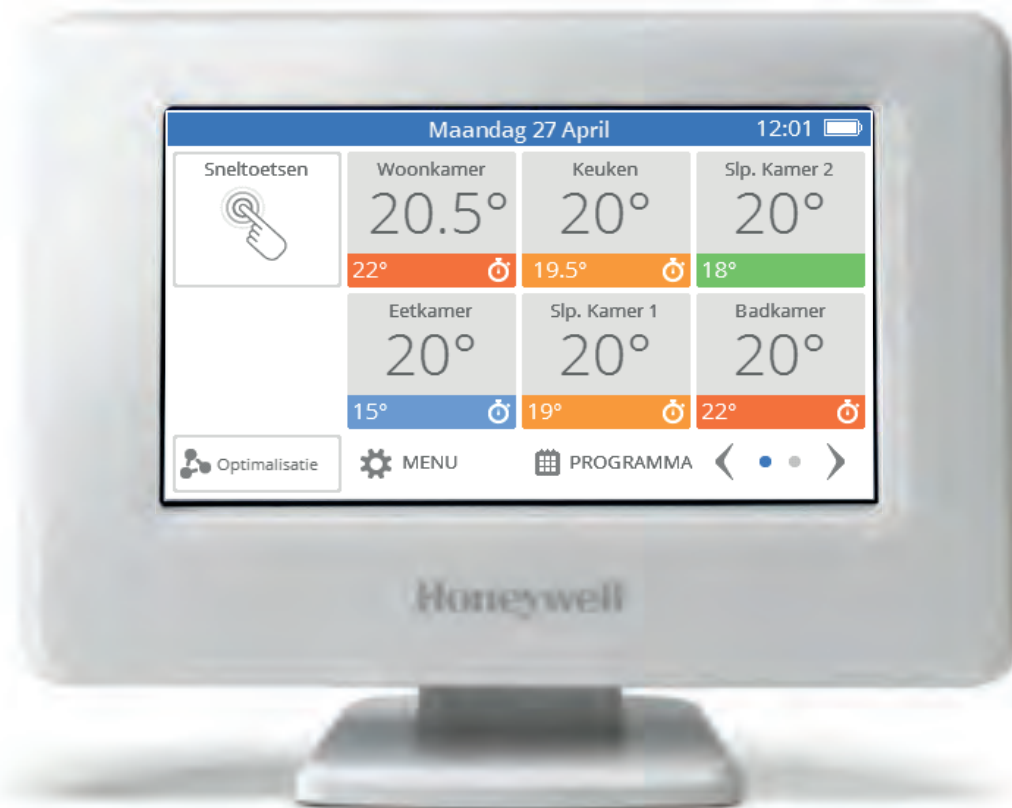 Maandag 27 April 12:01
Sneltoetsen
Woonkamer
20.5°
22°
Keuken
20°
19.5°
Slp. Kamer 2
20°
18°
Eetkamer
20°
15°
Slp. Kamer 1
20°
19°
Badkamer
20°
22°
Optimalisatie
MENU
PROGRAMMA
Honeywell